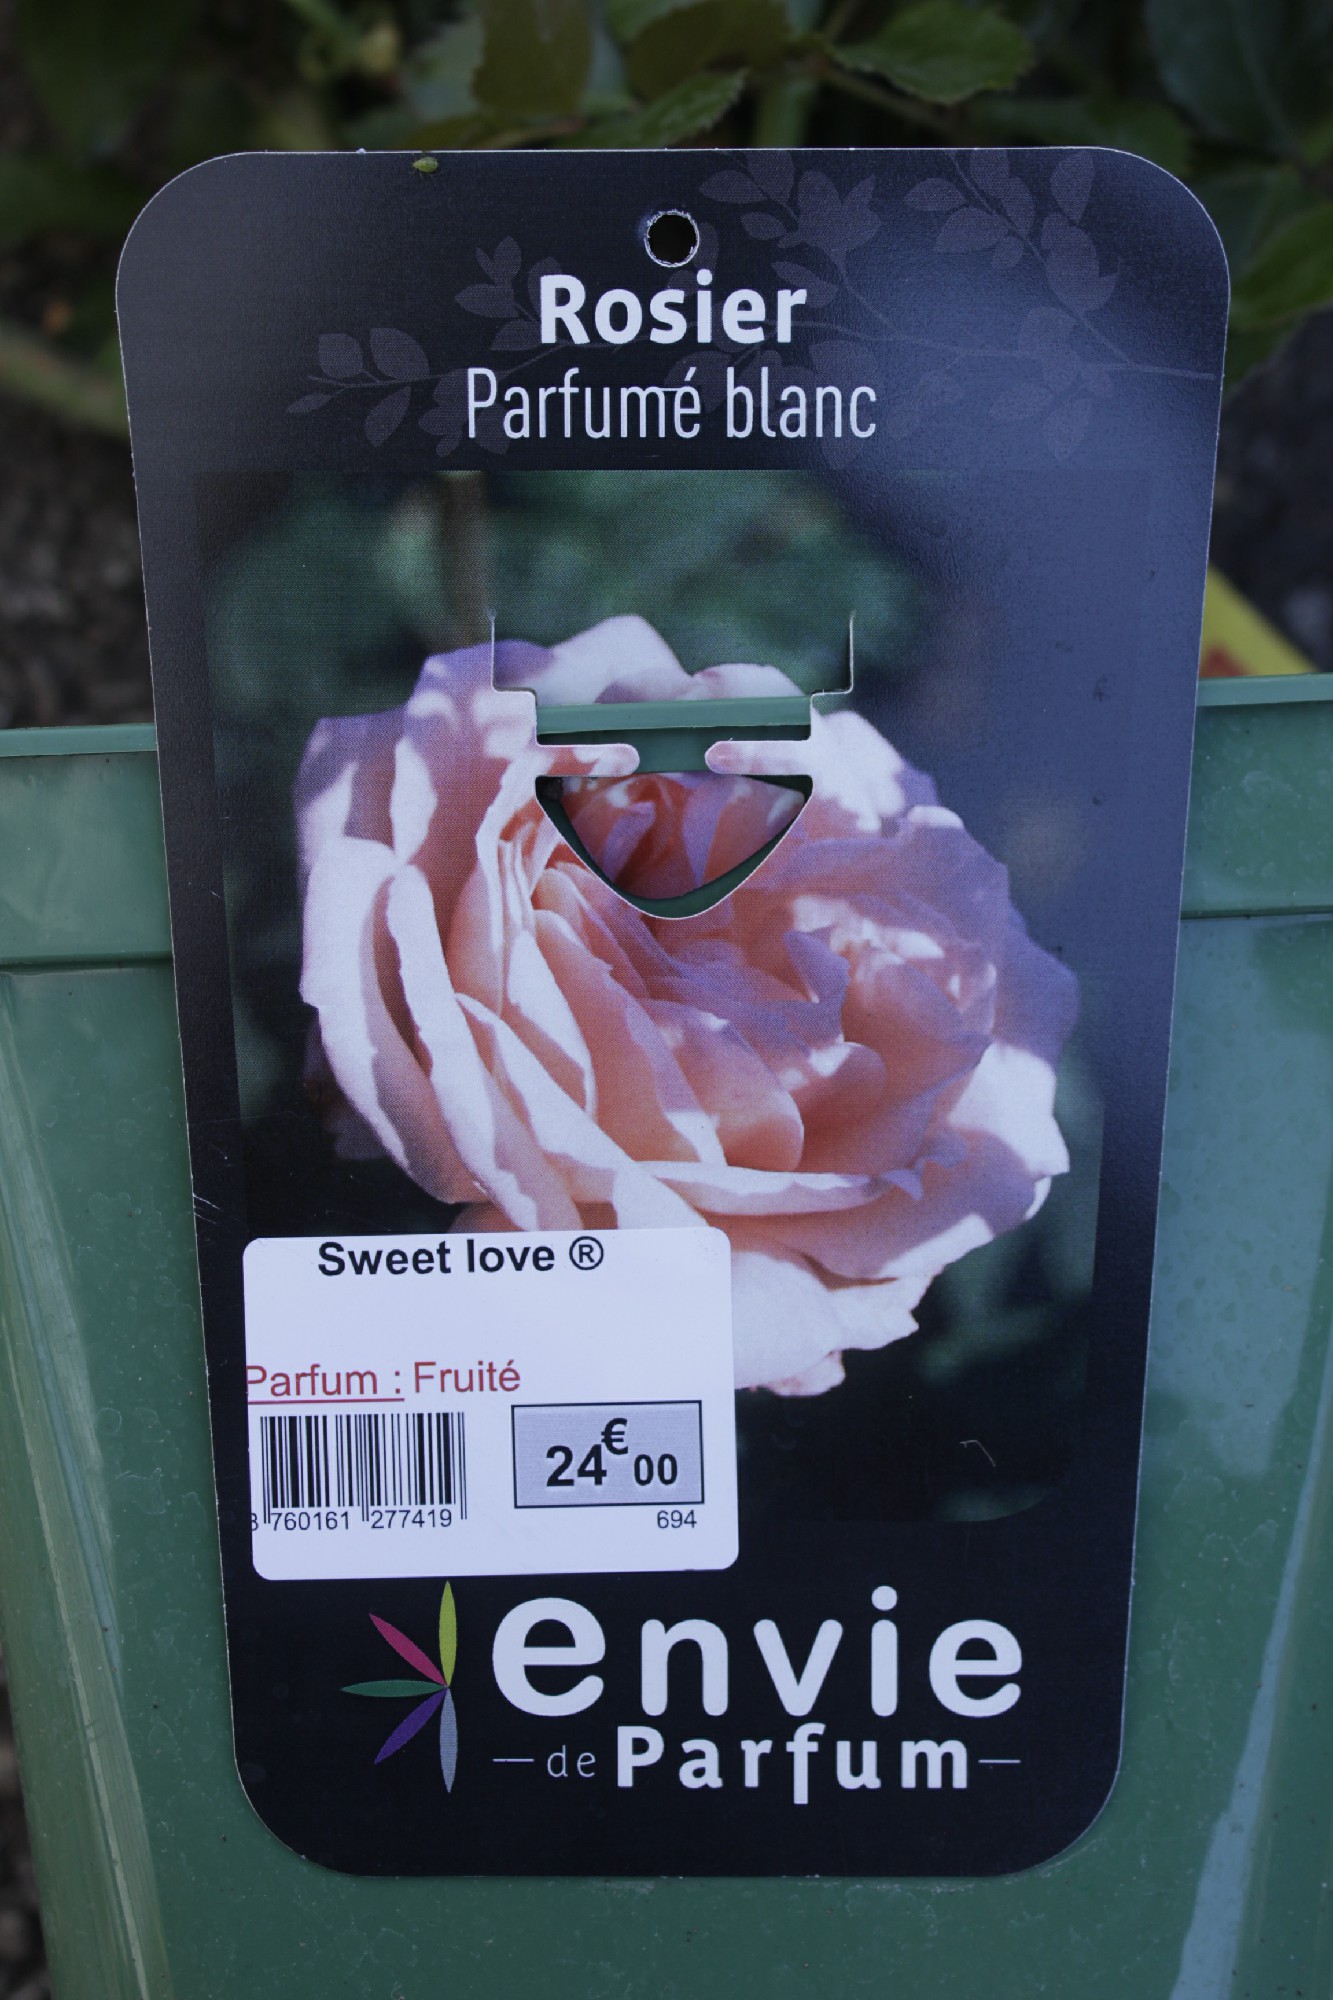 Rosier
Parfumé blanc
Sweet love ®
Parfum : Fruité
24€00
760161 277419
694
envie
de Parfum